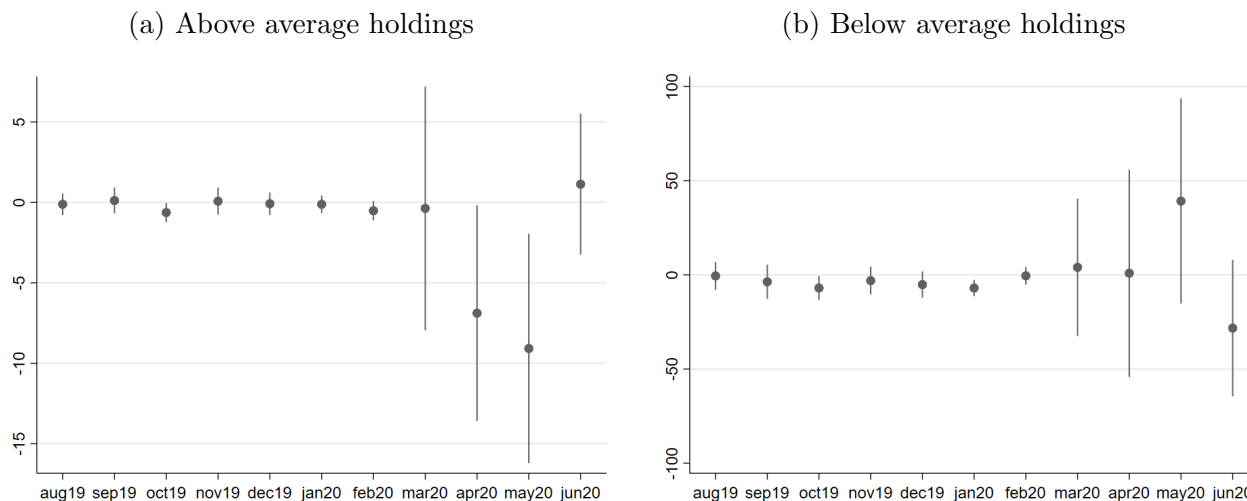 (a) Above average holdings
5
0
-5
-10
-15
aug19 sep19 oct19 nov19 dec19 jan20 feb20 mar20 apr20 may20 jun20
(b) Below average holdings
100
50
0
-50
-100
aug19 sep19 oct19 nov19 dec19 jan20 feb20 mar20 apr20 may20 jun20